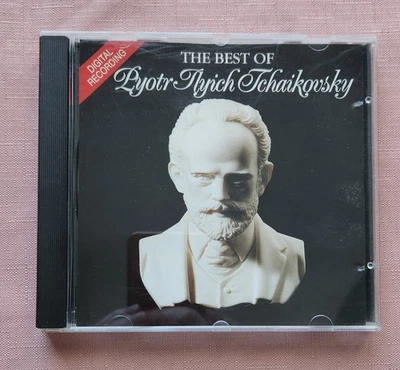 DIGITAL
RECORDING
THE BEST OF
Pyotr Ilyich Tchaikovsky